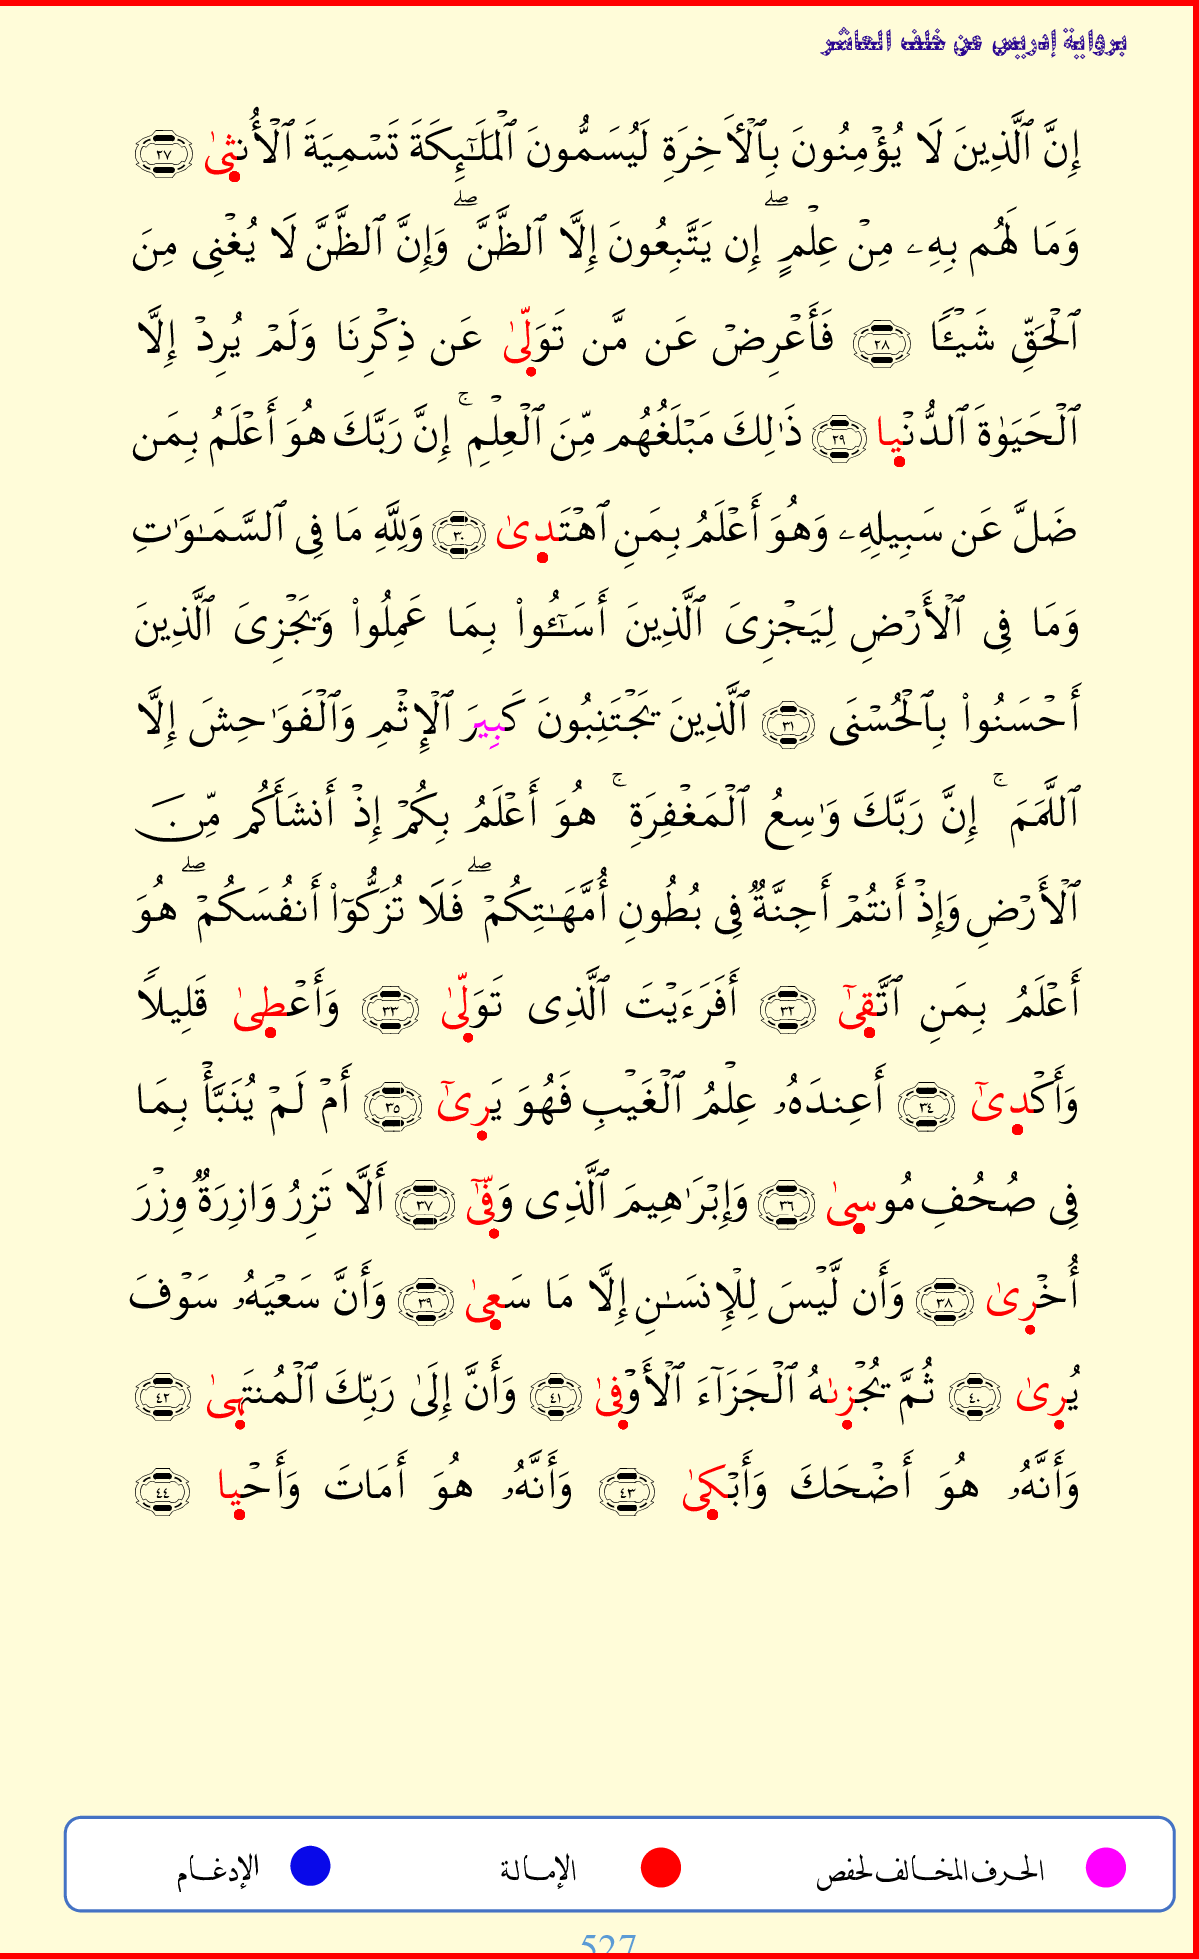 برواية إدريس عن خلف العاشر
إِنَّ ٱلَّذِينَ لَا يُؤْمِنُونَ بِٱلْأَخِرَةِ لَيُسَمُّونَ ٱلْمَلَـٰٓئِكَةَ تَسْمِيَةَ ٱلْأُنثِىٰ ٢٧
وَمَا لَهُم بِهِۦ مِنْ عِلْمٍ ۖ إِن يَتَّبِعُونَ إِلَّا ٱلظَّنَّ ۖ وَإِنَّ ٱلظَّنَّ لَا يُغْنِى مِنَ
ٱلْحَقِّ شَيْـًٔا ٢٨ فَأَعْرِضْ عَن مَّن تَوَلِّىٰ عَن ذِكْرِنَا وَلَمْ يُرِدْ إِلَّا
ٱلْحَيَوٰةَ ٱلدُّنْيا ٢٩ ذَٰلِكَ مَبْلَغُهُم مِّنَ ٱلْعِلْمِ ۚ إِنَّ رَبَّكَ هُوَ أَعْلَمُ بِمَن
ضَلَّ عَن سَبِيلِهِۦ وَهُوَ أَعْلَمُ بِمَنِ ٱهْتَدِىٰ ٣٠ وَلِلَّهِ مَا فِى ٱلسَّمَـٰوَٰتِ
وَمَا فِى ٱلْأَرْضِ لِيَجْزِىَ ٱلَّذِينَ أَسَـٰٓـُٔوا۟ بِمَا عَمِلُوا۟ وَيَجْزِىَ ٱلَّذِينَ
أَحْسَنُوا۟ بِٱلْحُسْنَى ٣١ ٱلَّذِينَ يَجْتَنِبُونَ كَبِيرَ ٱلْإِثْمِ وَٱلْفَوَٰحِشَ إِلَّا
ٱللَّمَمَ ۚ إِنَّ رَبَّكَ وَٰسِعُ ٱلْمَغْفِرَةِ ۚ هُوَ أَعْلَمُ بِكُمْ إِذْ أَنشَأَكُم مِّنَ
ٱلْأَرْضِ وَإِذْ أَنتُمْ أَجِنَّةٌ فِى بُطُونِ أُمَّهَـٰتِكُمْ ۖ فَلَا تُزَكُّوٓا۟ أَنفُسَكُمْ ۖ هُوَ
أَعْلَمُ بِمَنِ ٱتَّقِىٰٓ ٣٢ أَفَرَءَيْتَ ٱلَّذِى تَوَلِّىٰ ٣٣ وَأَعْطِىٰ قَلِيلًا
وَأَكْدِىٰٓ ٣٤ أَعِندَهُۥ عِلْمُ ٱلْغَيْبِ فَهُوَ يَرِىٰٓ ٣٥ أَمْ لَمْ يُنَبَّأْ بِمَا
فِى صُحُفِ مُوسِىٰ ٣٦ وَإِبْرَٰهِيمَ ٱلَّذِى وَفِّىٰٓ ٣٧ أَلَّا تَزِرُ وَازِرَةٌ وِزْرَ
أُخْرِىٰ ٣٨ وَأَن لَّيْسَ لِلْإِنسَـٰنِ إِلَّا مَا سَعِىٰ ٣٩ وَأَنَّ سَعْيَهُۥ سَوْفَ
يُرِىٰ ٤٠ ثُمَّ يُجْزِىٰهُ ٱلْجَزَآءَ ٱلْأَوْفِىٰ ٤١ وَأَنَّ إِلَىٰ رَبِّكَ ٱلْمُنتَهِىٰ ٤٢
وَأَنَّهُۥ هُوَ أَضْحَكَ وَأَبْكِىٰ ٤٣ وَأَنَّهُۥ هُوَ أَمَاتَ وَأَحْيا ٤٤
الحرف المخالف لحفص الإمالة الإدغام
527